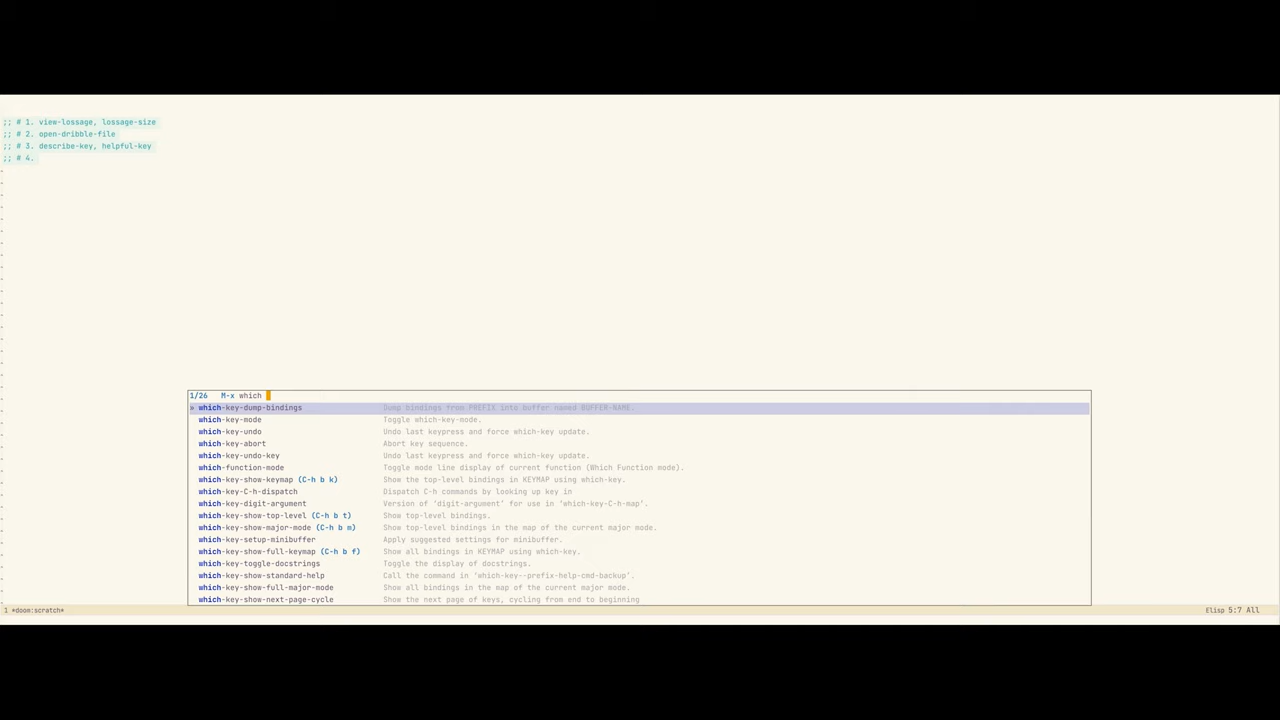 ;; # 1. view-lossage, lossage-size
;; # 2. open-dribble-file
;; # 3. describe-key, helpful-key
;; # 4.
1/26 M-x which
» which-key-dump-bindings Dump bindings from PREFIX into buffer named BUFFER-NAME.
which-key-mode Toggle which-key-mode.
which-key-undo Undo last keypress and force which-key update.
which-key-abort Abort key sequence.
which-key-undo-key Undo last keypress and force which-key update.
which-function-mode Toggle mode line display of current function (Which Function mode).
which-key-show-keymap (C-h b k) Show the top-level bindings in KEYMAP using which-key.
which-key-C-h-dispatch Dispatch C-h commands by looking up key in
which-key-digit-argument Version of ‘digit-argument’ for use in ‘which-key-C-h-map’.
which-key-show-top-level (C-h b t) Show top-level bindings.
which-key-show-major-mode (C-h b m) Show top-level bindings in the map of the current major mode.
which-key-setup-minibuffer Apply suggested settings for minibuffer.
which-key-show-full-keymap (C-h b f) Show all bindings in KEYMAP using which-key.
which-key-toggle-docstrings Toggle the display of docstrings.
which-key-show-standard-help Call the command in ‘which-key--prefix-help-cmd-backup’.
which-key-show-full-major-mode Show all bindings in the map of the current major mode.
which-key-show-next-page-cycle Show the next page of keys, cycling from end to beginning
1 *doom:scratch* Elisp 5:7 All